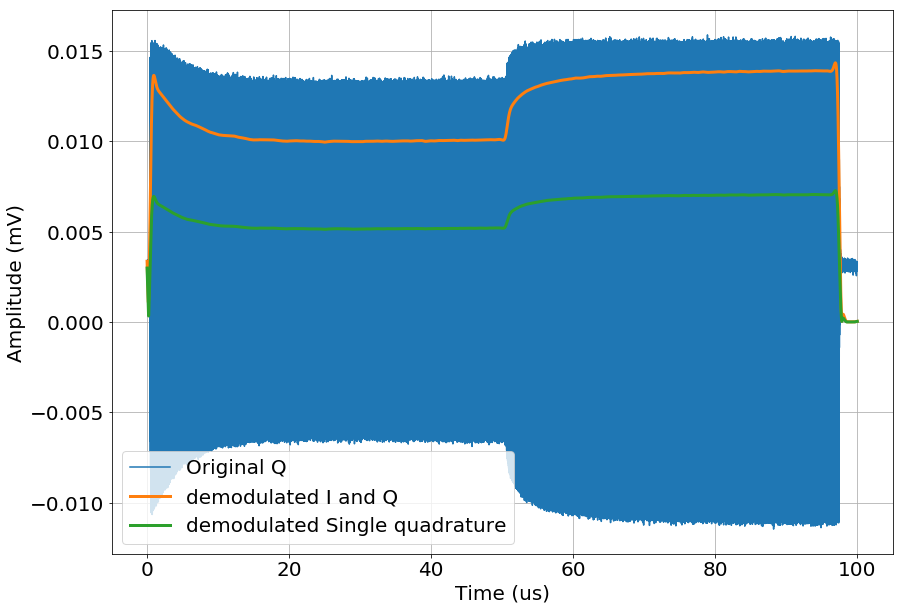 0.015
0.010
0.005
0.000
−0.005
−0.010
Amplitude (mV)
Original Q
demodulated I and Q
demodulated Single quadrature
0 20 40 60 80 100
Time (us)